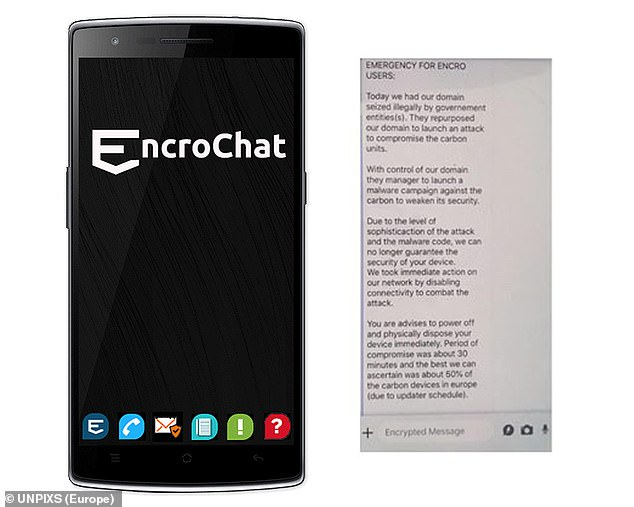 EncroChat
EMERGENCY FOR ENCRO
USERS:
Today we had our domain
seized illegally by governement
entities(s). They repurposed
our domain to launch an attack
to compromise the carbon
units.
With control of our domain
they manager to launch a
malware campaign against the
carbon to weaken its security.
Due to the level of
sophisticaction of the attack
and the malware code, we can
no longer guarantee the
security of your device.
We took immediate action on
our network by disabling
connectivity to combat the
attack.
You are advises to power off
and physically dispose your
device immediately. Period of
compromise was about 30
minutes and the best we can
ascertain was about 50% of
the carbon devices in europe
(due to updater schedule).
+ Encrypted Message
© UNPIXS (Europe)